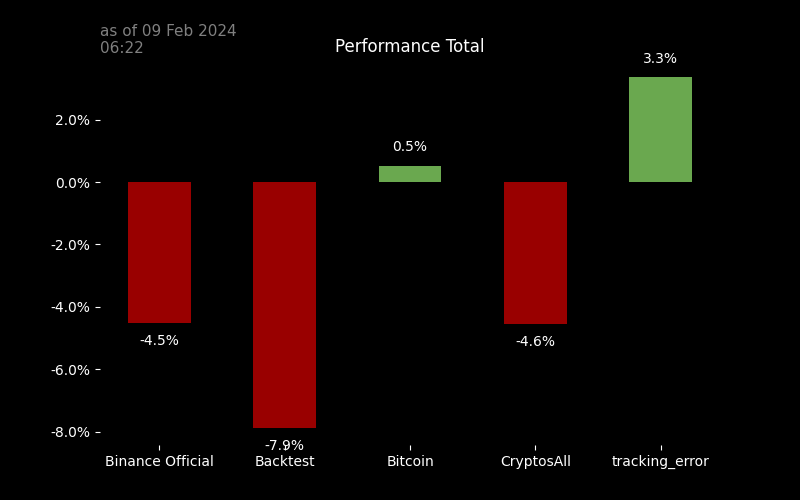 as of 09 Feb 2024
06:22
Performance Total
3.3%
2.0%
0.5%
0.0%
-2.0%
-4.0%
-4.5%
-4.6%
-6.0%
-8.0%
-7.9%
Binance Official
Backtest
Bitcoin
CryptosAll
tracking_error